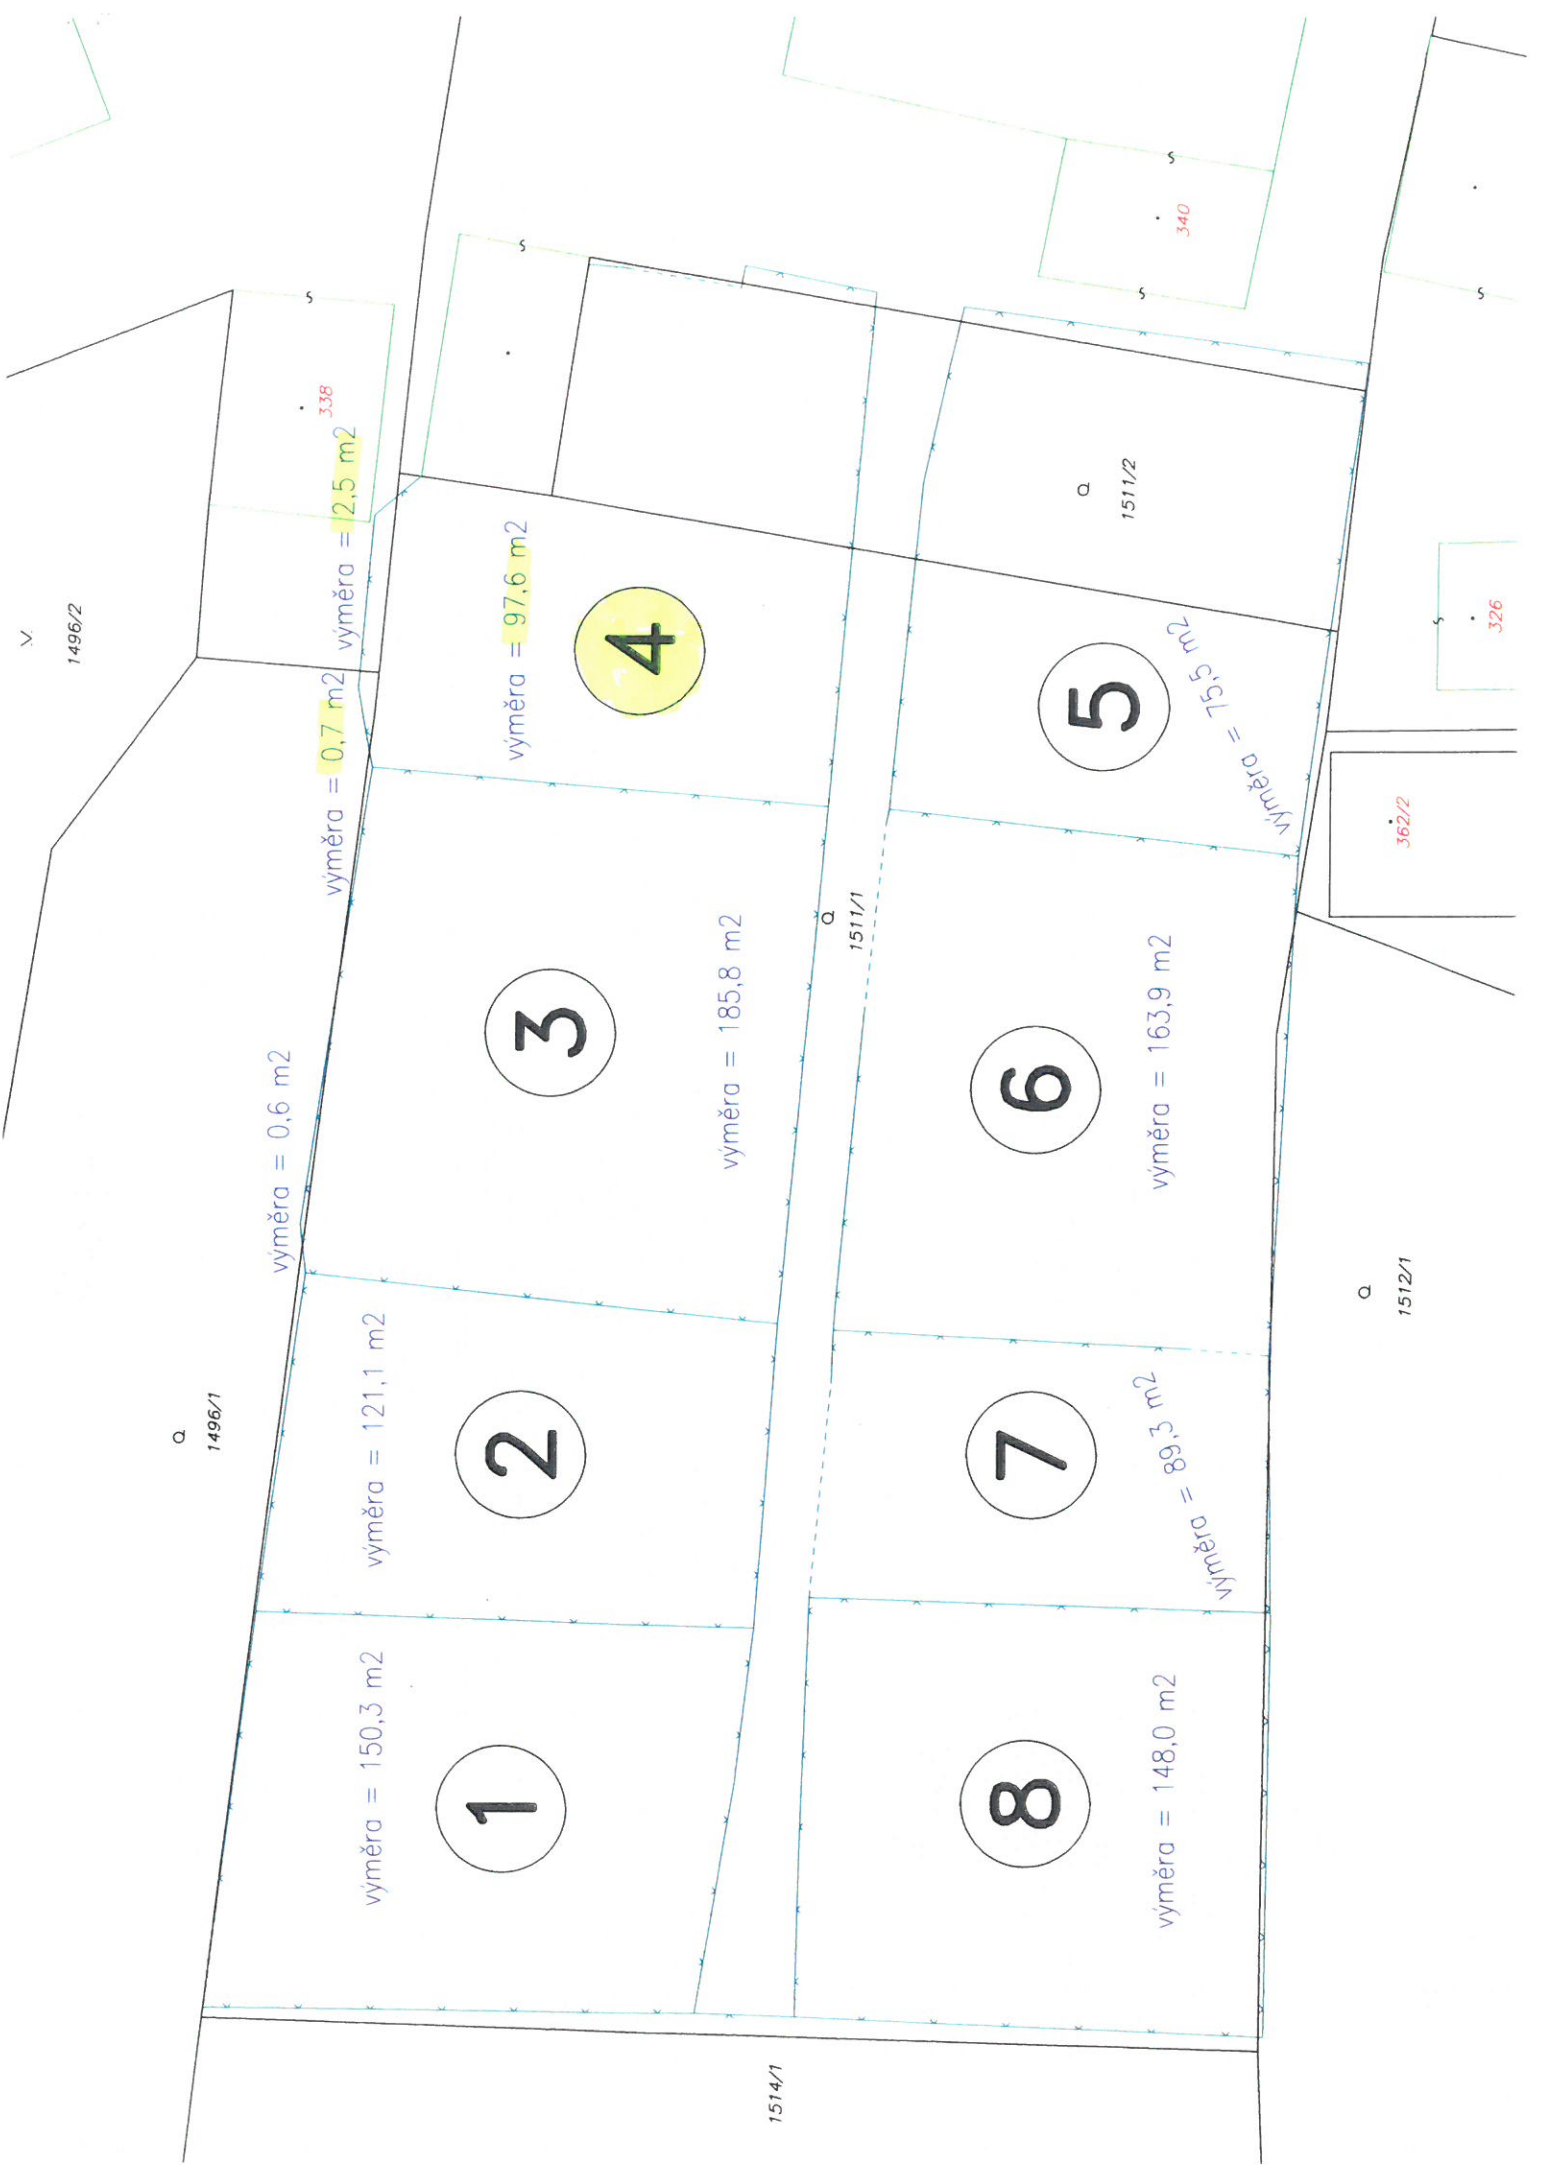 V.
1496/2
338
výměra = 0,7 m2
výměra = 2,5 m2
výměra = 97,6 m2
4
340
1511/2
5
výměra = 75,5 m2
326
362/2
výměra = 0,6 m2
3
výměra = 185,8 m2
1511/1
6
výměra = 163,9 m2
1496/1
výměra = 121,1 m2
2
7
výměra = 89,3 m2
1512/1
výměra = 150,3 m2
1
8
výměra = 148,0 m2
1514/1